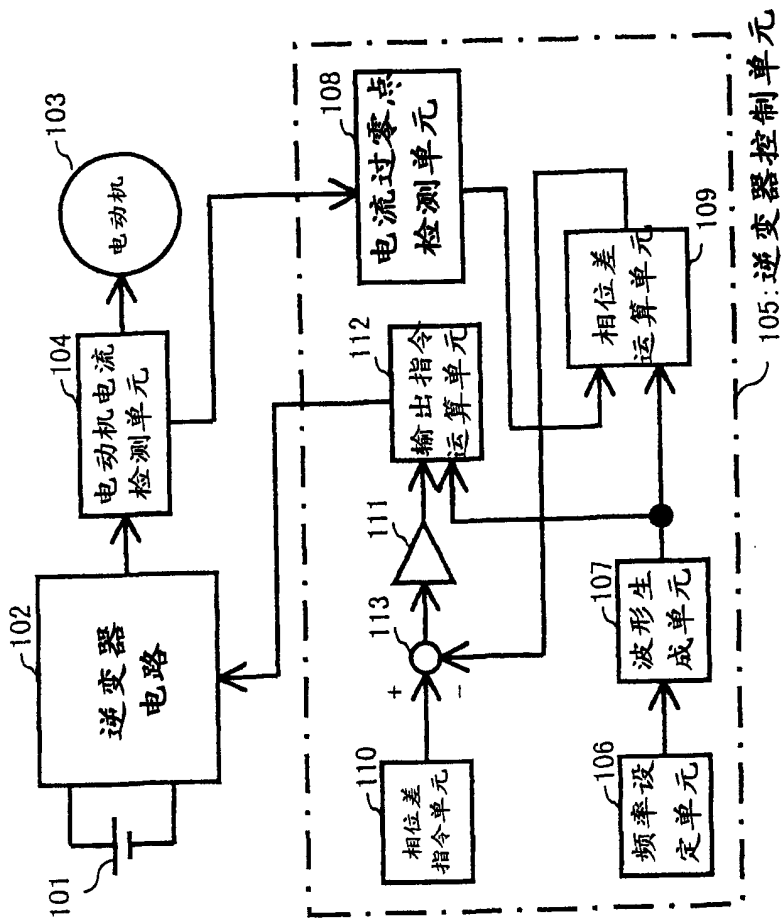 101
102
逆变器
电路
104
电动机电流
检测单元
103
电动机
110
相位差
指令单元
+
-
113
111
112
输出指令
运算单元
108
电流过零点
检测单元
106
频率设
定单元
107
波形生
成单元
109
相位差
运算单元
105:逆变器控制单元